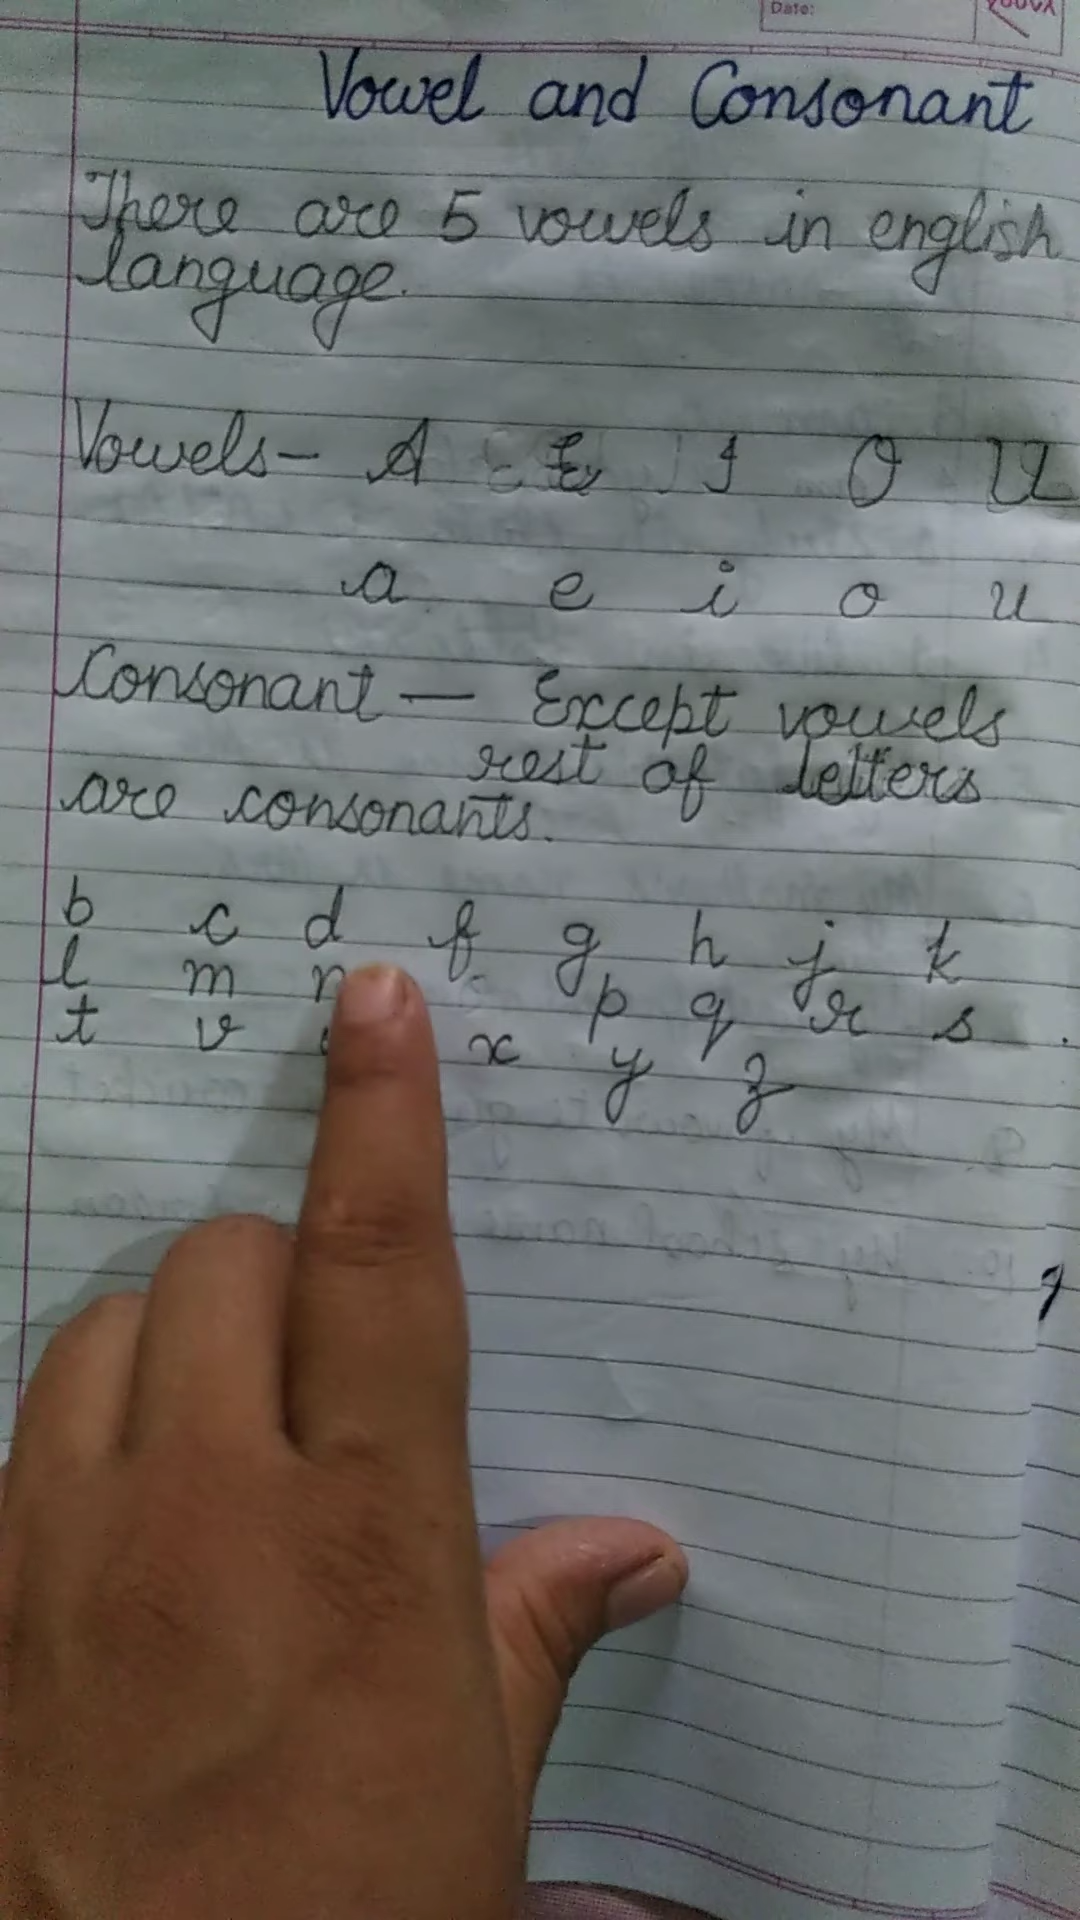 Date:
Vowel and Consonant
There are 5 vowels in english
language.
Vowels- A E I O U
a e i o u
Consonant - Except vowels
rest of letters
are consonants.
b c d f g h j k
l m n p q r s
t v x y z